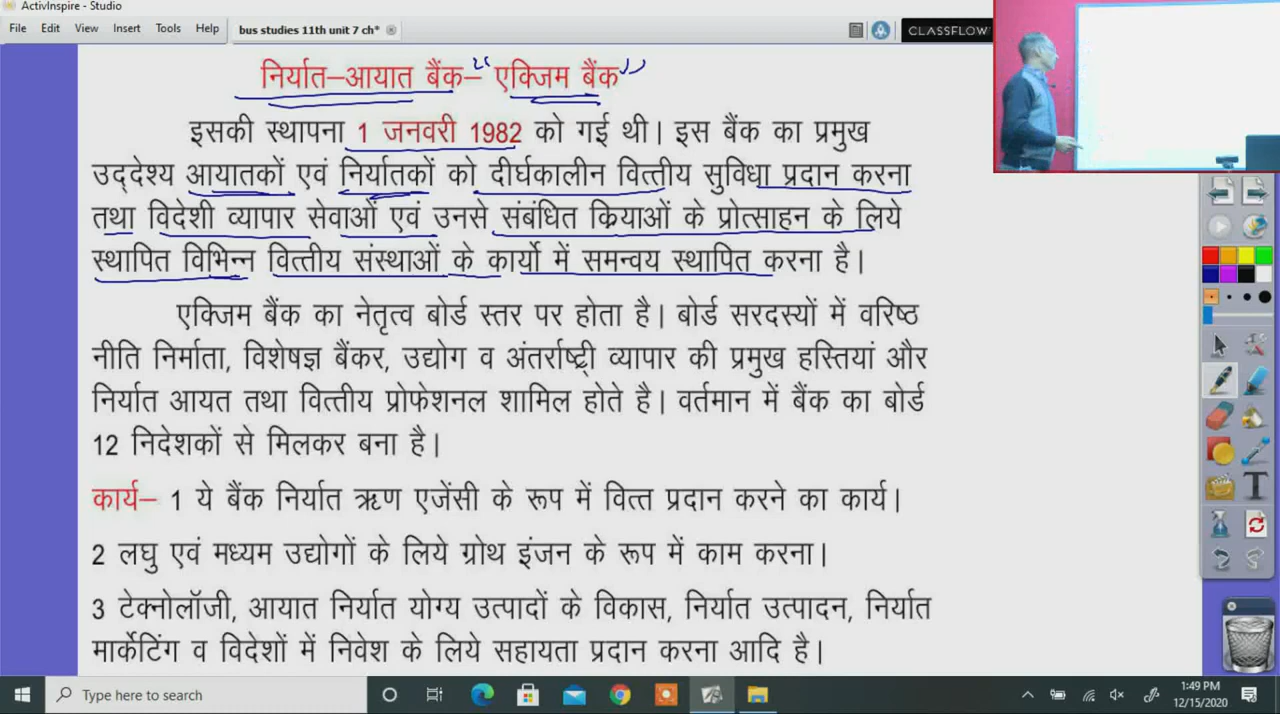 ActivInspire - Studio
File Edit View Insert Tools Help bus studies 11th unit 7 ch* CLASSFLOW
निर्यात–आयात बैंक– "एक्जिम बैंक"
इसकी स्थापना 1 जनवरी 1982 को गई थी। इस बैंक का प्रमुख
उद्देश्य आयातकों एवं निर्यातकों को दीर्धकालीन वित्तीय सुविधा प्रदान करना
तथा विदेशी व्यापार सेवाओं एवं उनसे संबंधित कियाओं के प्रोत्साहन के लिये
स्थापित विभिन्न वित्तीय संस्थाओं के कार्यो में समन्वय स्थापित करना है।
एक्जिम बैंक का नेतृत्व बोर्ड स्तर पर होता है। बोर्ड सरदस्यों में वरिष्ठ
नीति निर्माता, विशेषज्ञ बैंकर, उद्योग व अंतर्राष्ट्री व्यापार की प्रमुख हस्तियां और
निर्यात आयत तथा वित्तीय प्रोफेशनल शामिल होते है। वर्तमान में बैंक का बोर्ड
12 निदेशकों से मिलकर बना है।
कार्य– 1 ये बैंक निर्यात ऋण एजेंसी के रूप में वित्त प्रदान करने का कार्य।
2 लघु एवं मध्यम उद्योगों के लिये ग्रोथ इंजन के रूप में काम करना।
3 टेक्नोलॉजी, आयात निर्यात योग्य उत्पादों के विकास, निर्यात उत्पादन, निर्यात
मार्केटिंग व विदेशों में निवेश के लिये सहायता प्रदान करना आदि है।
Type here to search
1:49 PM
12/15/2020